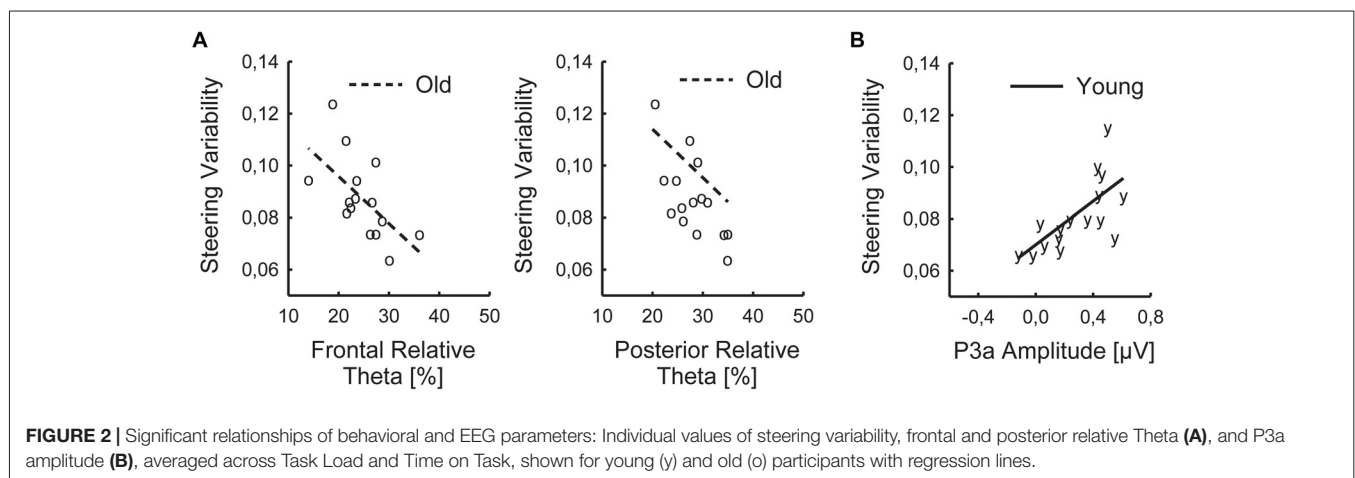 A
Steering Variability
0,14
0,12
0,10
0,08
0,06
Old
10 20 30 40 50
Frontal Relative
Theta [%]
Steering Variability
0,14
0,12
0,10
0,08
0,06
Old
10 20 30 40 50
Posterior Relative
Theta [%]
B
Steering Variability
0,14
0,12
0,10
0,08
0,06
Young
-0,4 0,0 0,4 0,8
P3a Amplitude [µV]
FIGURE 2 | Significant relationships of behavioral and EEG parameters: Individual values of steering variability, frontal and posterior relative Theta (A), and P3a
amplitude (B), averaged across Task Load and Time on Task, shown for young (y) and old (o) participants with regression lines.